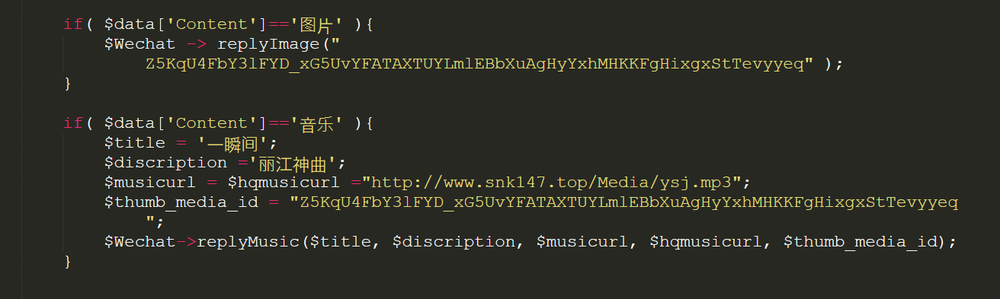 if( $data['Content']=='图片' ){
$Wechat -> replyImage("
Z5KqU4FbY3lFYD_xG5UvYFATAXTUYLmlEBbXuAgHyYxhMHKKFgHixgxStTevyyeq" );
}
if( $data['Content']=='音乐' ){
$title = '一瞬间';
$discription ='丽江神曲';
$musicurl = $hqmusicurl ="http://www.snk147.top/Media/ysj.mp3";
$thumb_media_id = "Z5KqU4FbY3lFYD_xG5UvYFATAXTUYLmlEBbXuAgHyYxhMHKKFgHixgxStTevyyeq
";
$Wechat->replyMusic($title, $discription, $musicurl, $hqmusicurl, $thumb_media_id);
}